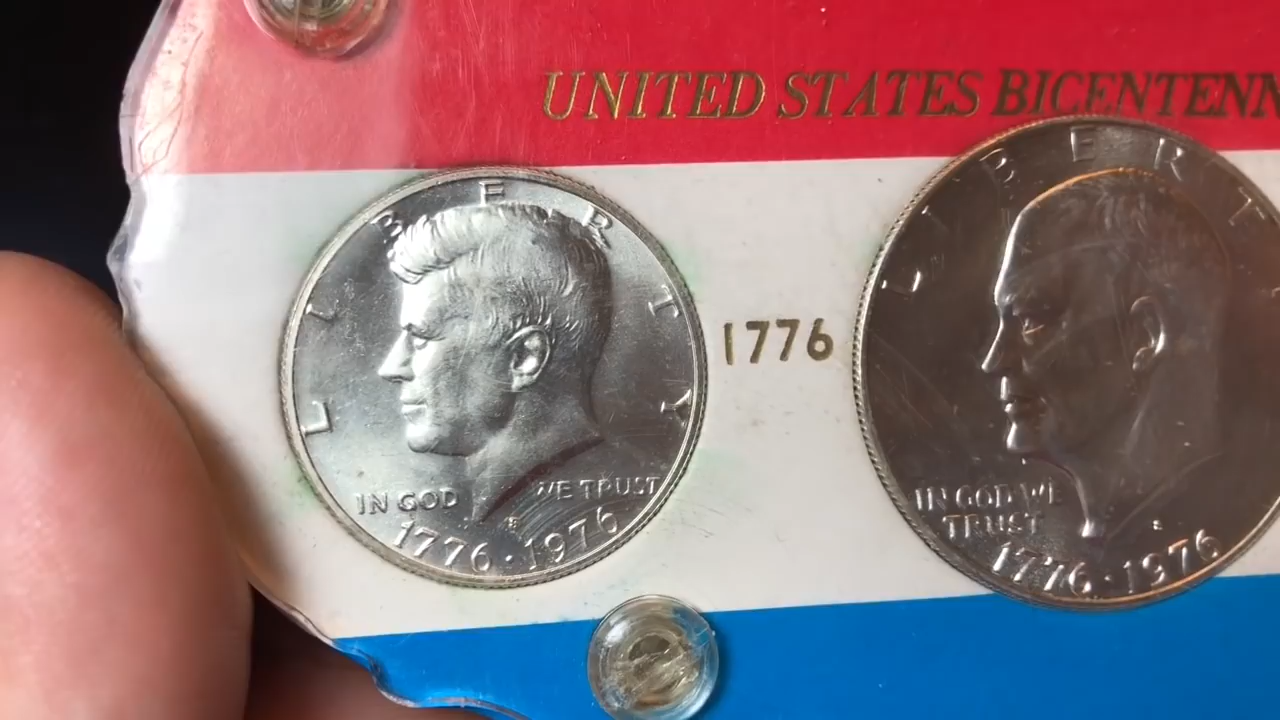 UNITED STATES BICENTENN
LIBERTY
IN GOD WE TRUST
S
1776·1976
1776
LIBERTY
IN GOD WE
TRUST
S
1776·1976